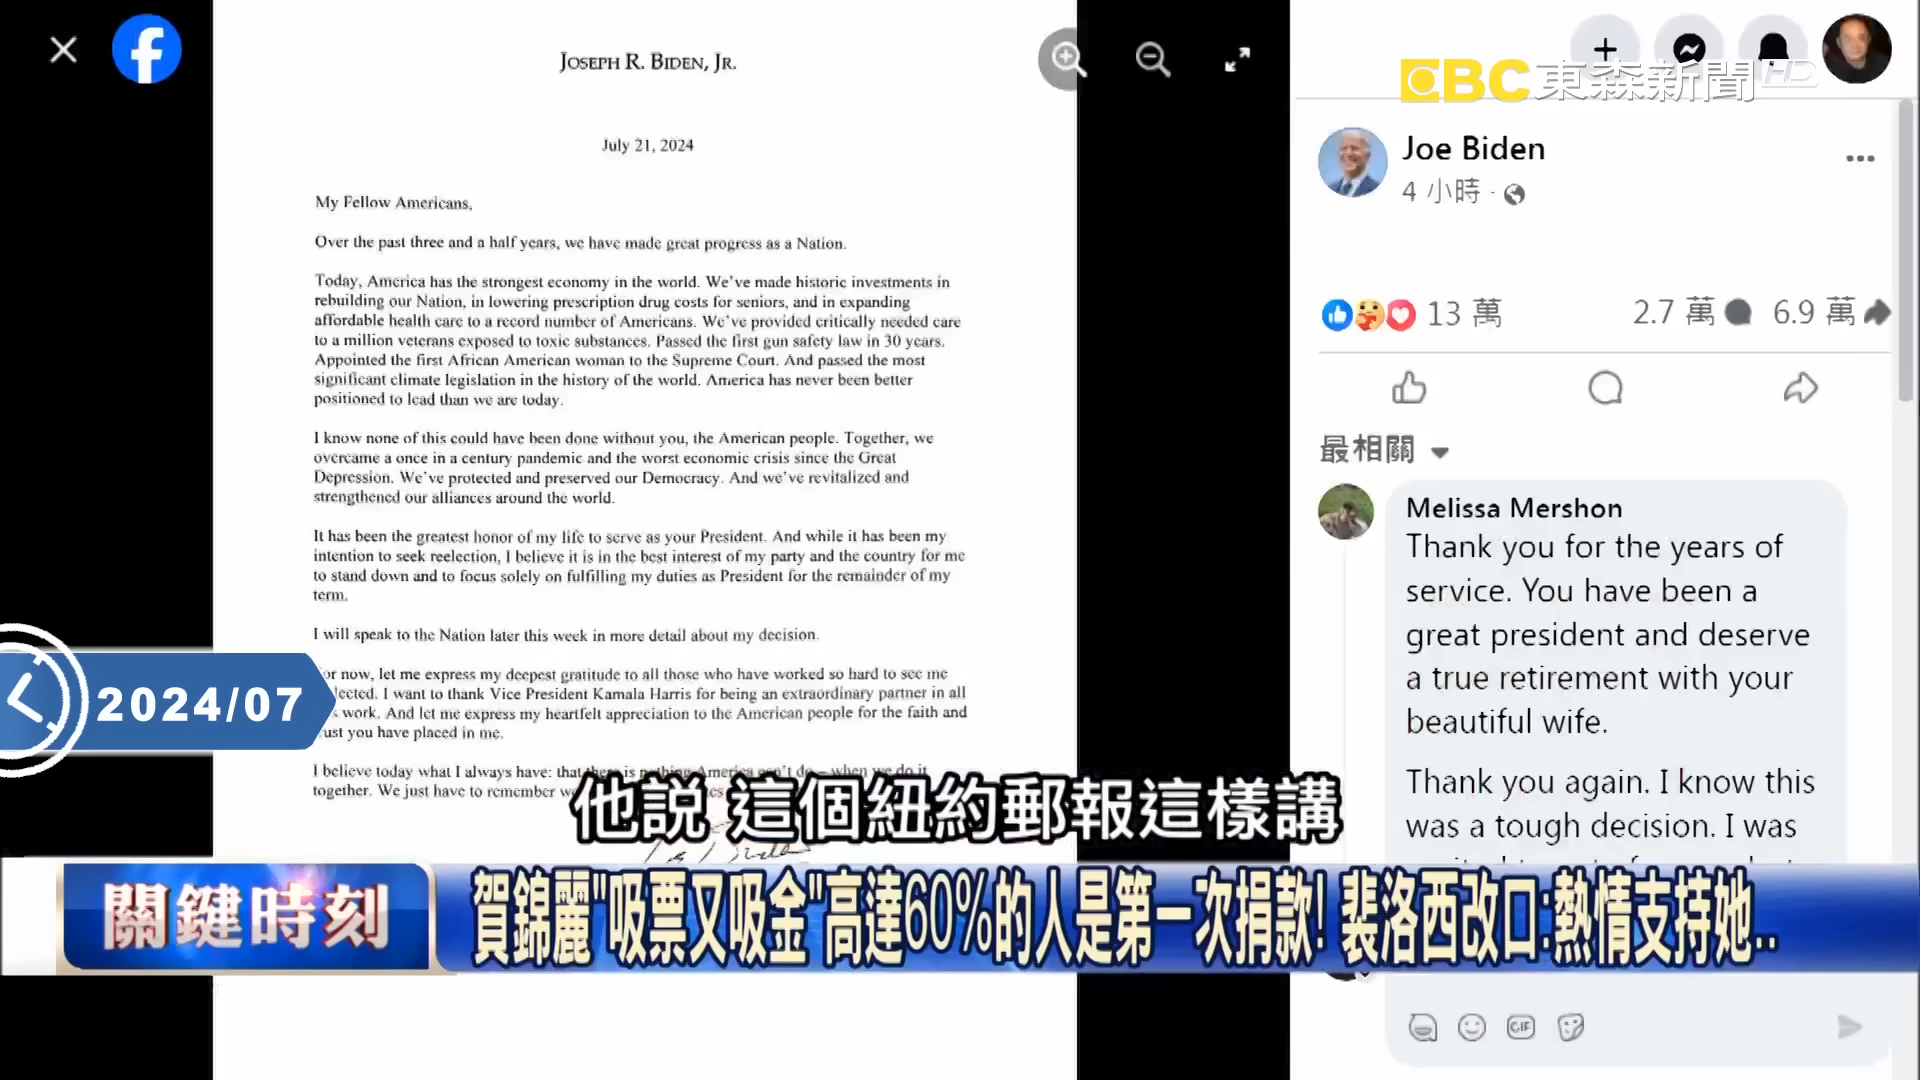 JOSEPH R. BIDEN, JR.
July 21, 2024
My Fellow Americans,
Over the past three and a half years, we have made great progress as a Nation.
Today, America has the strongest economy in the world. We've made historic investments in
rebuilding our Nation, in lowering prescription drug costs for seniors, and in expanding
affordable health care to a record number of Americans. We've provided critically needed care
to a million veterans exposed to toxic substances. Passed the first gun safety law in 30 years.
Appointed the first African American woman to the Supreme Court. And passed the most
significant climate legislation in the history of the world. America has never been better
positioned to lead than we are today.
I know none of this could have been done without you, the American people. Together, we
overcame a once in a century pandemic and the worst economic crisis since the Great
Depression. We've protected and preserved our Democracy. And we've revitalized and
strengthened our alliances around the world.
It has been the greatest honor of my life to serve as your President. And while it has been my
intention to seek reelection, I believe it is in the best interest of my party and the country for me
to stand down and to focus solely on fulfilling my duties as President for the remainder of my
term.
I will speak to the Nation later this week in more detail about my decision.
now, let me express my deepest gratitude to all those who have worked so hard to see me
I want to thank Vice President Kamala Harris for being an extraordinary partner in all
work. And let me express my heartfelt appreciation to the American people for the faith and
you have placed in me.
I believe today what I always have: that there is nothing America can't do – when we do it
together. We just have to remember
2024/07
EBC 東森新聞 HD
Joe Biden
4 小時
13 萬
2.7 萬
6.9 萬
最相關
Melissa Mershon
Thank you for the years of
service. You have been a
great president and deserve
a true retirement with your
beautiful wife.
Thank you again. I know this
was a tough decision. I was
GIF
他說 這個紐約郵報這樣講
關鍵時刻
賀錦麗"吸票又吸金"高達60%的人是第一次捐款! 裴洛西改口:熱情支持她..